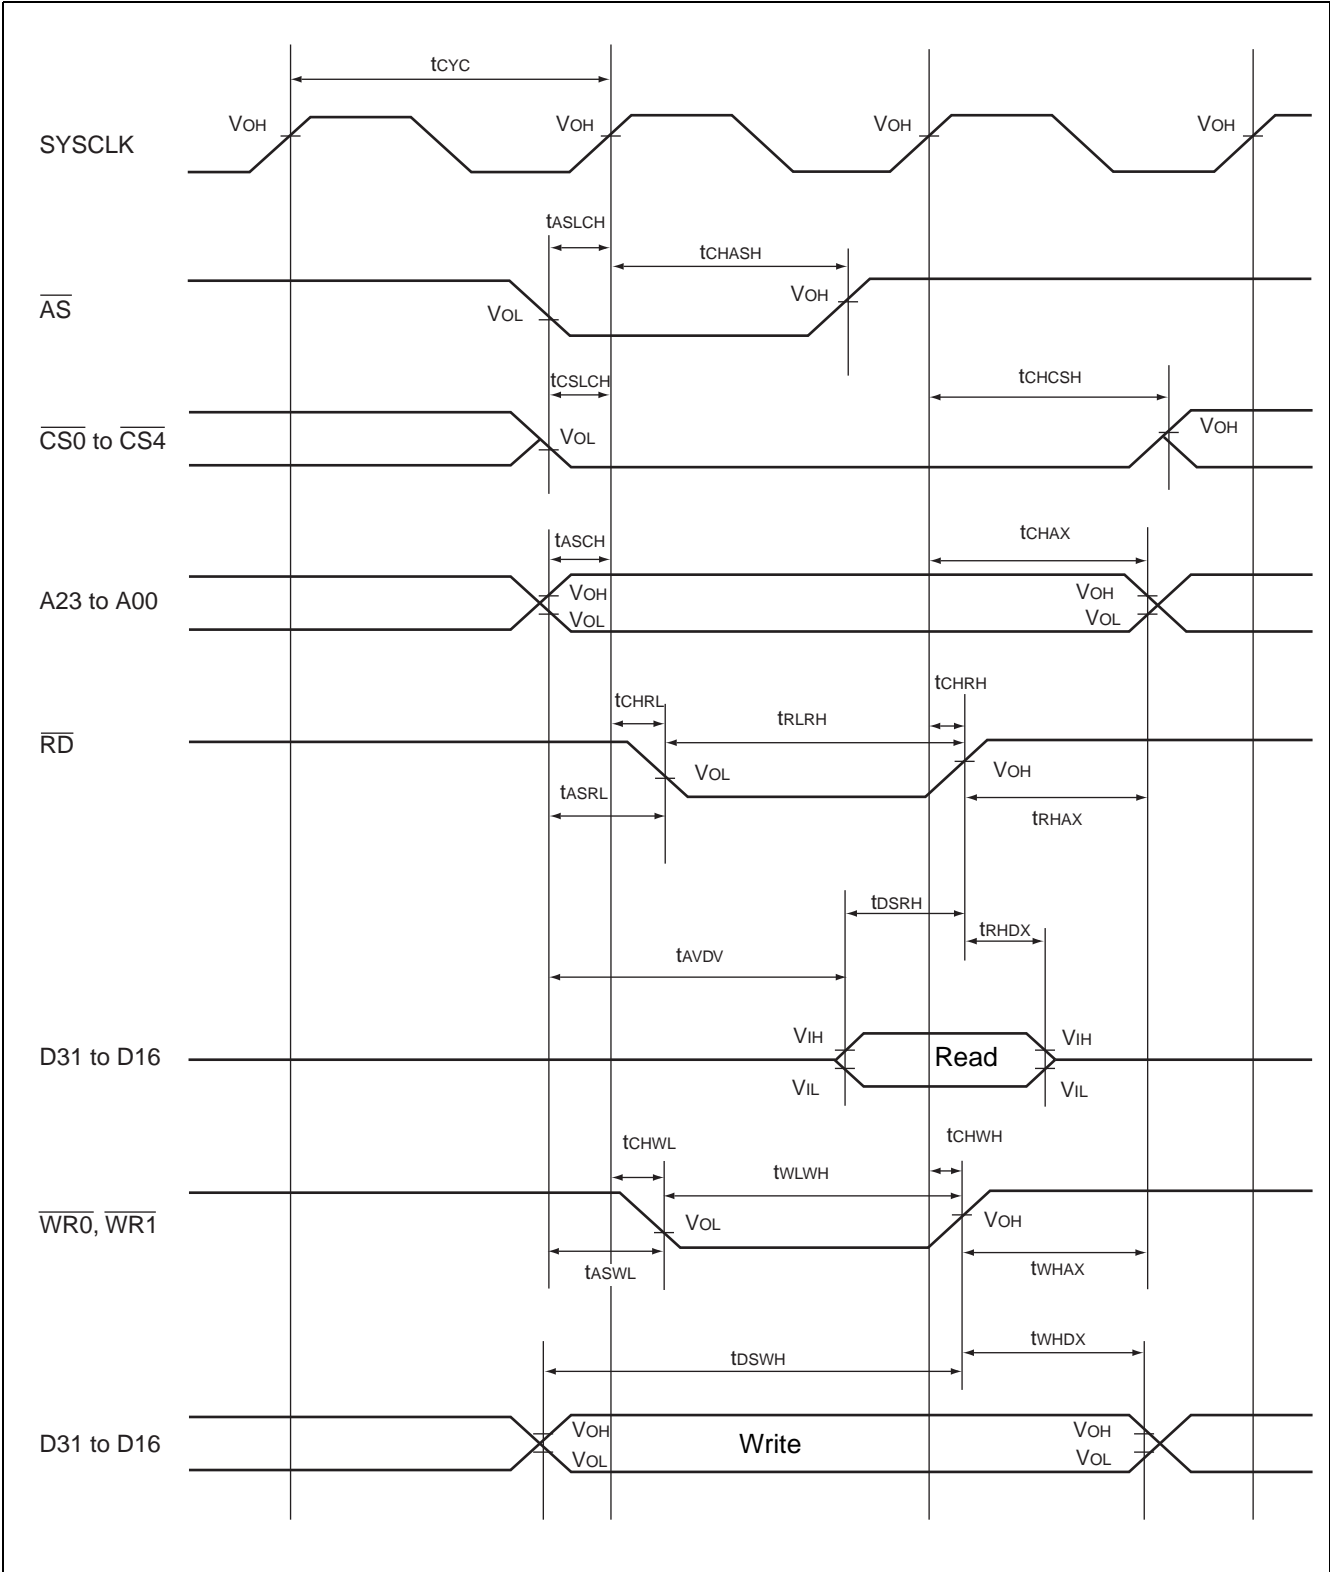 tCYC
SYSCLK
VOH
VOH
VOH
VOH
tASLCH
tCHASH
AS
VOL
VOH
tCSLCH
tCHCSH
CS0 to CS4
VOL
VOH
tASCH
tCHAX
A23 to A00
VOH
VOL
VOH
VOL
tCHRL
tRLRH
tCHRH
RD
VOL
VOH
tASRL
tRHAX
tDSRH
tRHDX
tAVDV
D31 to D16
VIH
VIL
Read
VIH
VIL
tCHWL
tWLWH
tCHWH
WR0, WR1
VOL
VOH
tASWL
tWHAX
tDSWH
tWHDX
D31 to D16
VOH
VOL
Write
VOH
VOL